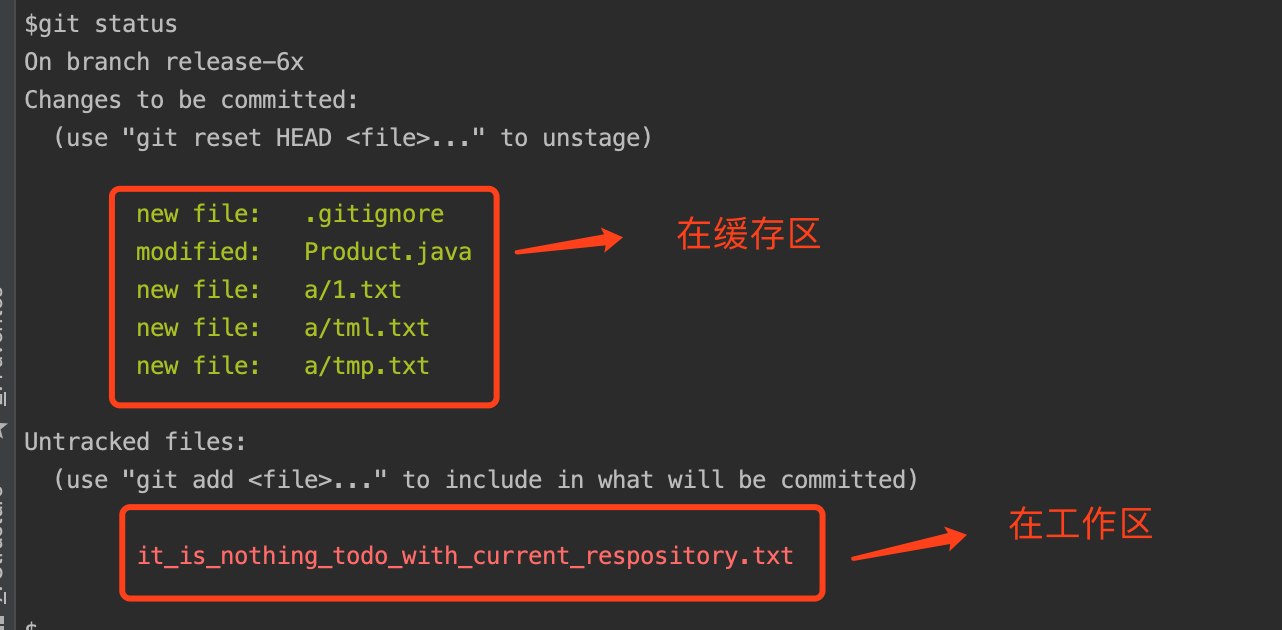 $git status
On branch release-6x
Changes to be committed:
(use "git reset HEAD <file>..." to unstage)
new file: .gitignore
modified: Product.java
在缓存区
new file: a/1.txt
new file: a/tml.txt
new file: a/tmp.txt
Untracked files:
(use "git add <file>..." to include in what will be committed)
it_is_nothing_todo_with_current_respository.txt
在工作区
$